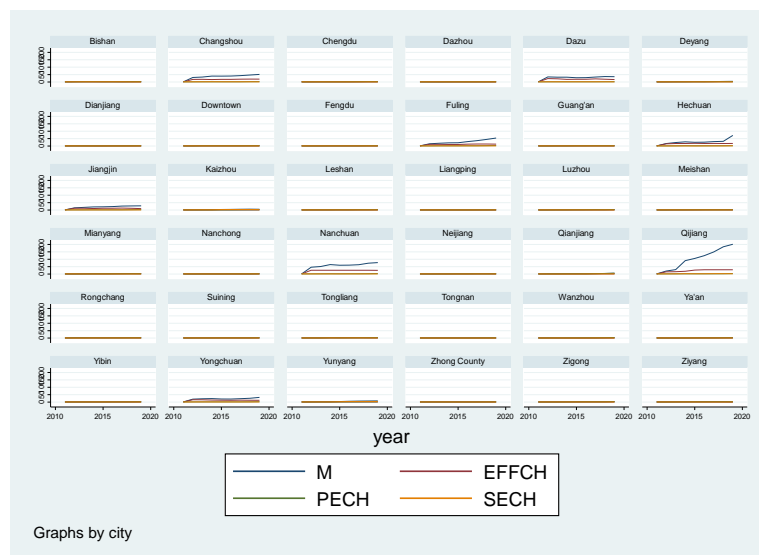 Bishan Changshou Chengdu Dazhou Dazu Deyang
Dianjiang Downtown Fengdu Fuling Guang'an Hechuan
Jiangjin Kaizhou Leshan Liangping Luzhou Meishan
Mianyang Nanchong Nanchuan Neijiang Qianjiang Qijiang
Rongchang Suining Tongliang Tongnan Wanzhou Ya'an
Yibin Yongchuan Yunyang Zhong County Zigong Ziyang
2010 2015 2020 2010 2015 2020 2010 2015 2020 2010 2015 2020 2010 2015 2020 2010 2015 2020
year
M EFFCH
PECH SECH
Graphs by city